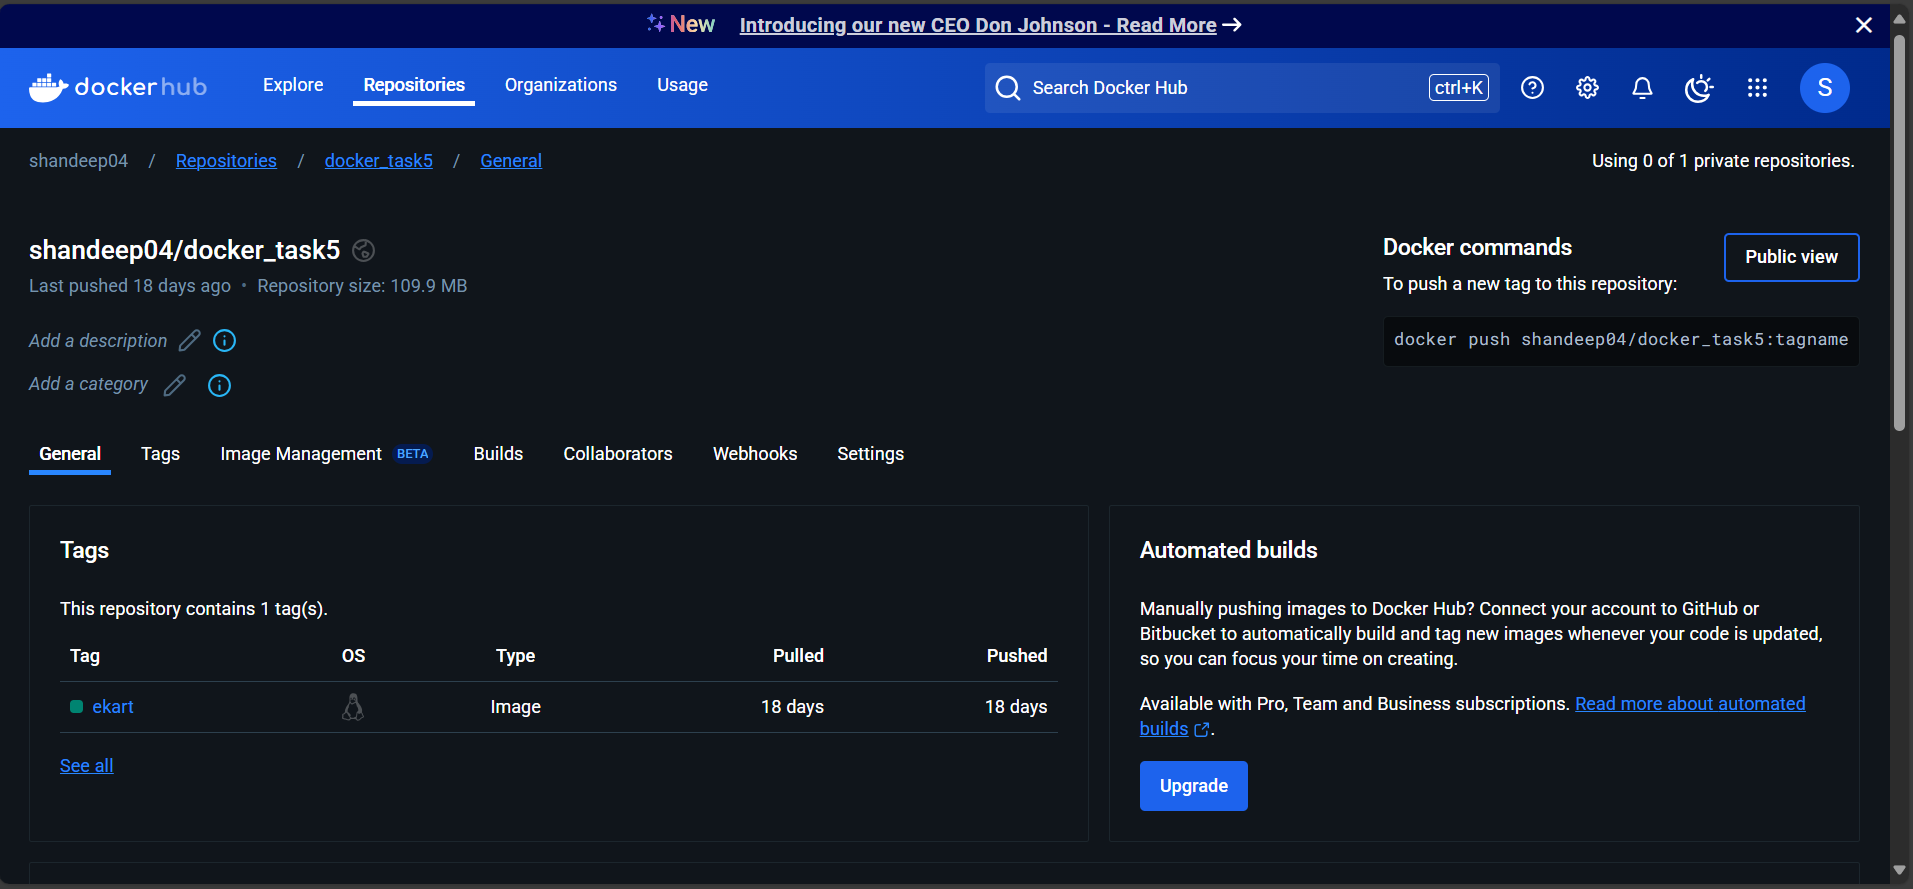 New Introducing our new CEO Don Johnson - Read More →
dockerhub Explore Repositories Organizations Usage Search Docker Hub ctrl+K S
shandeep04 / Repositories / docker_task5 / General Using 0 of 1 private repositories.
shandeep04/docker_task5
Last pushed 18 days ago • Repository size: 109.9 MB
Add a description
Add a category
Docker commands
Public view
To push a new tag to this repository:
docker push shandeep04/docker_task5:tagname
General Tags Image Management BETA Builds Collaborators Webhooks Settings
Tags
This repository contains 1 tag(s).
Tag OS Type Pulled Pushed
ekart Image 18 days 18 days
See all
Automated builds
Manually pushing images to Docker Hub? Connect your account to GitHub or
Bitbucket to automatically build and tag new images whenever your code is updated,
so you can focus your time on creating.
Available with Pro, Team and Business subscriptions. Read more about automated
builds.
Upgrade